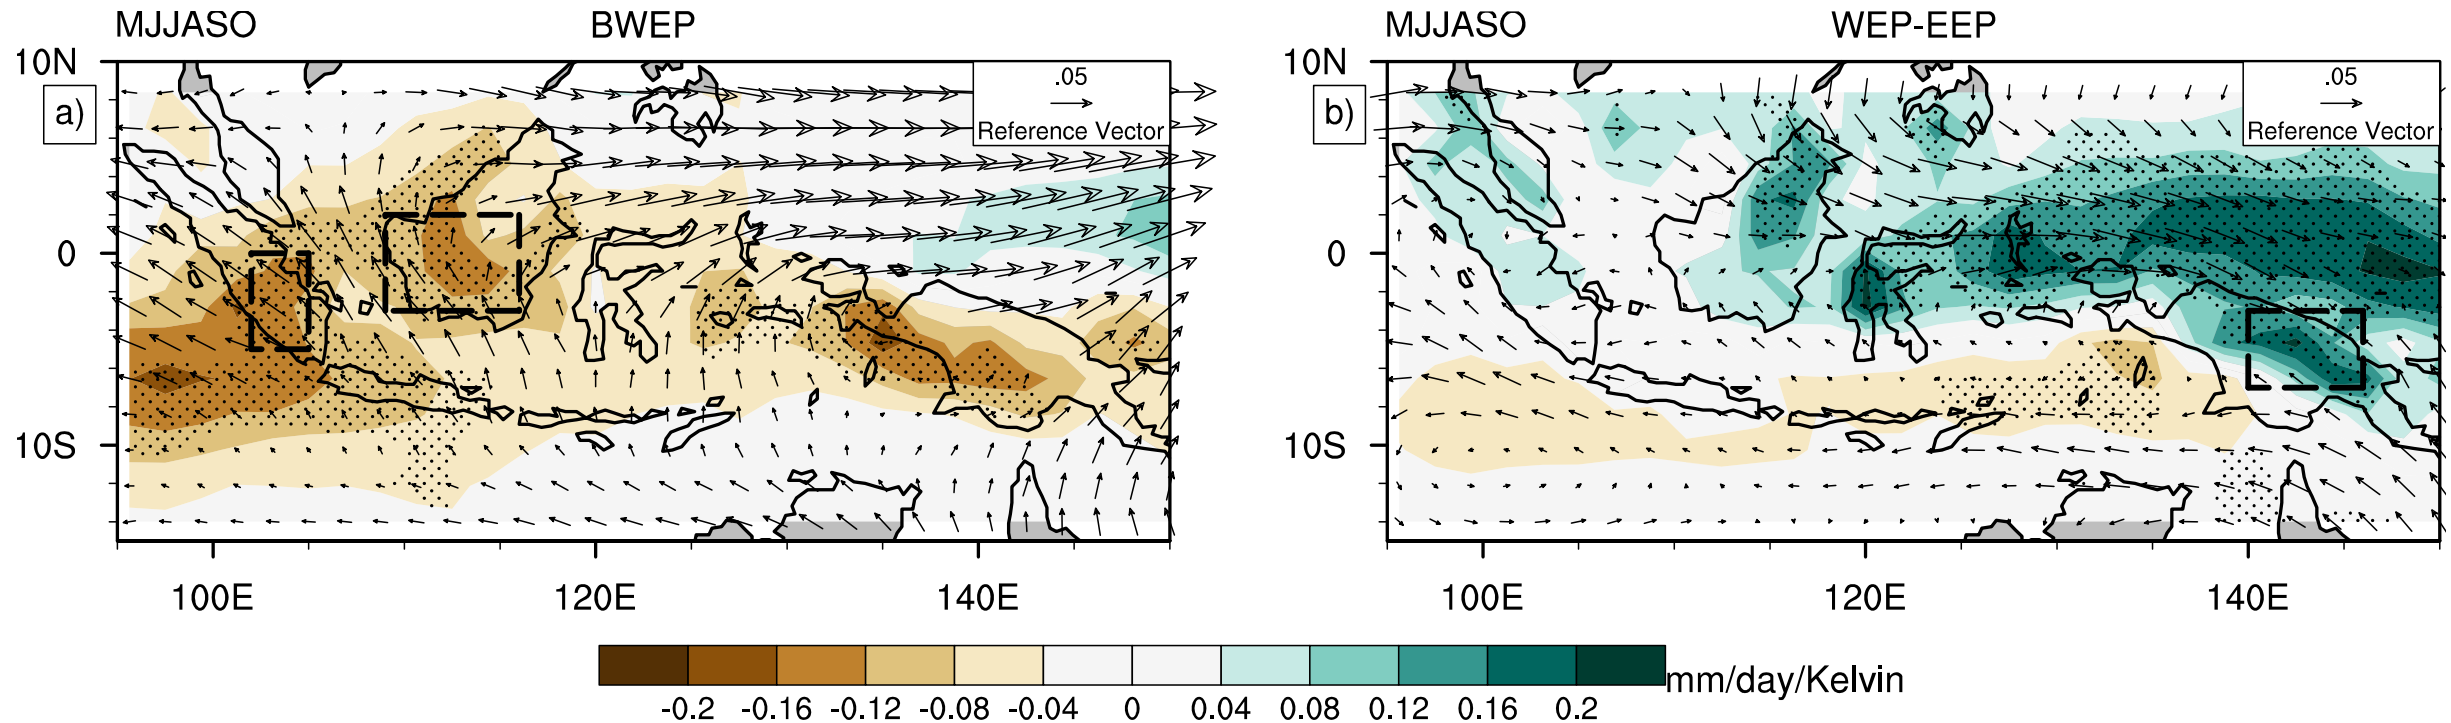 MJJASO BWEP
10N
a)
.05
Reference Vector
0
10S
100E 120E 140E
MJJASO WEP-EEP
10N
b)
.05
Reference Vector
0
10S
100E 120E 140E
-0.2 -0.16 -0.12 -0.08 -0.04 0 0.04 0.08 0.12 0.16 0.2
mm/day/Kelvin